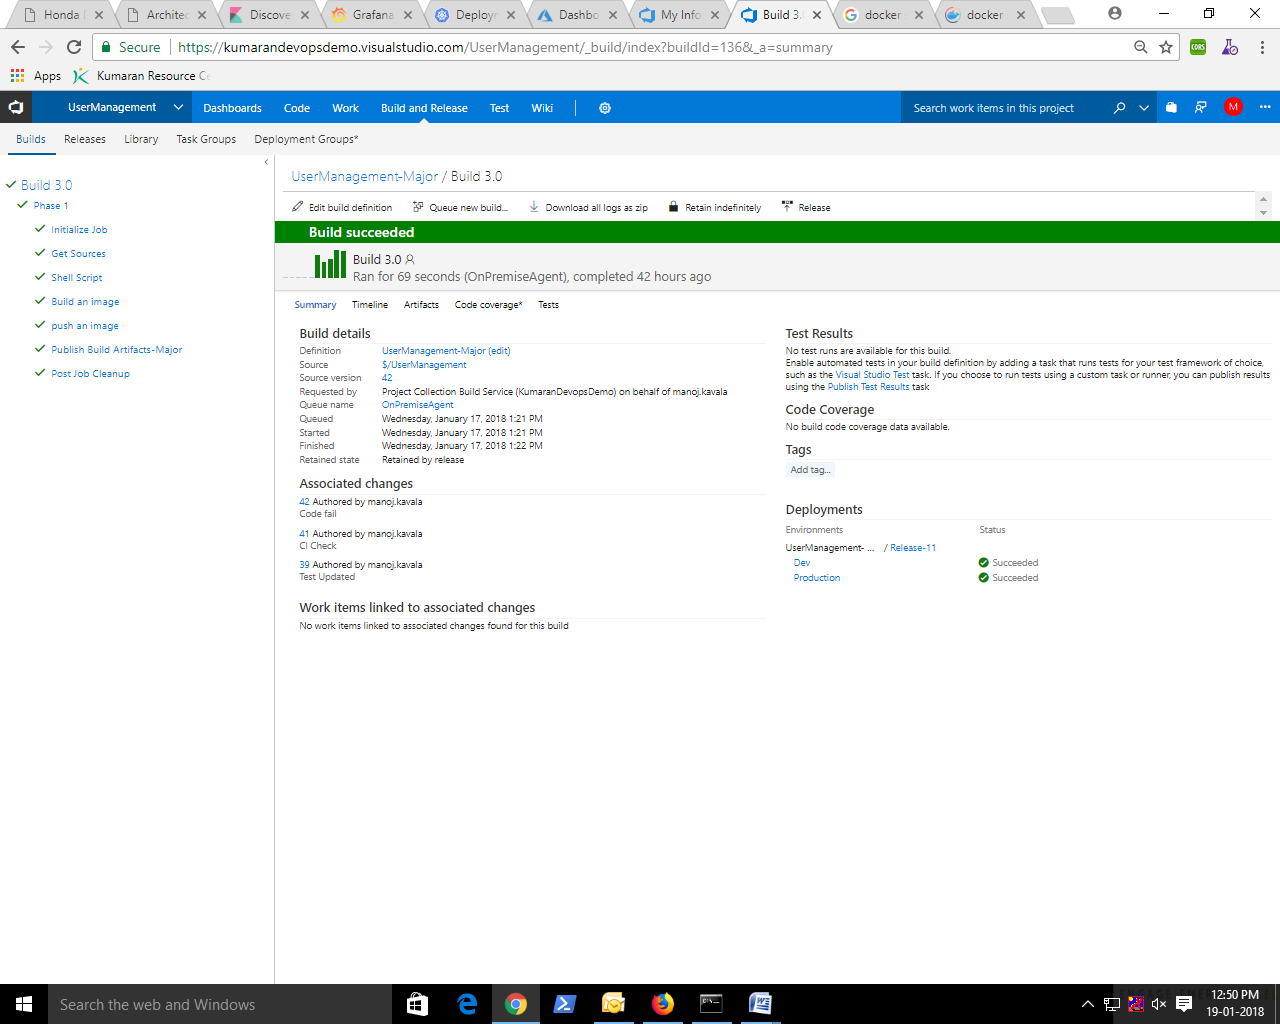 Honda
Architec
Discove
Grafana
Deploym
Dashbo
My Info
Build 3.
docker
docker
Secure
https://kumarandevopsdemo.visualstudio.com/UserManagement/_build/index?buildId=136&_a=summary
CORS
Apps
Kumaran Resource Ce
UserManagement
Dashboards
Code
Work
Build and Release
Test
Wiki
Search work items in this project
M
Builds
Releases
Library
Task Groups
Deployment Groups*
Build 3.0
Phase 1
Initialize Job
Get Sources
Shell Script
Build an image
push an image
Publish Build Artifacts-Major
Post Job Cleanup
UserManagement-Major / Build 3.0
Edit build definition
Queue new build...
Download all logs as zip
Retain indefinitely
Release
Build succeeded
Build 3.0
Ran for 69 seconds (OnPremiseAgent), completed 42 hours ago
Summary
Timeline
Artifacts
Code coverage*
Tests
Build details
Definition UserManagement-Major (edit)
Source $/UserManagement
Source version 42
Requested by Project Collection Build Service (KumaranDevopsDemo) on behalf of manoj.kavala
Queue name OnPremiseAgent
Queued Wednesday, January 17, 2018 1:21 PM
Started Wednesday, January 17, 2018 1:21 PM
Finished Wednesday, January 17, 2018 1:22 PM
Retained state Retained by release
Associated changes
42 Authored by manoj.kavala
Code fail
41 Authored by manoj.kavala
CI Check
39 Authored by manoj.kavala
Test Updated
Work items linked to associated changes
No work items linked to associated changes found for this build
Test Results
No test runs are available for this build.
Enable automated tests in your build definition by adding a task that runs tests for your test framework of choice,
such as the Visual Studio Test task. If you choose to run tests using a custom task or runner, you can publish results
using the Publish Test Results task
Code Coverage
No build code coverage data available.
Tags
Add tag...
Deployments
Environments Status
UserManagement- ... / Release-11
Dev Succeeded
Production Succeeded
Search the web and Windows
12:50 PM
19-01-2018